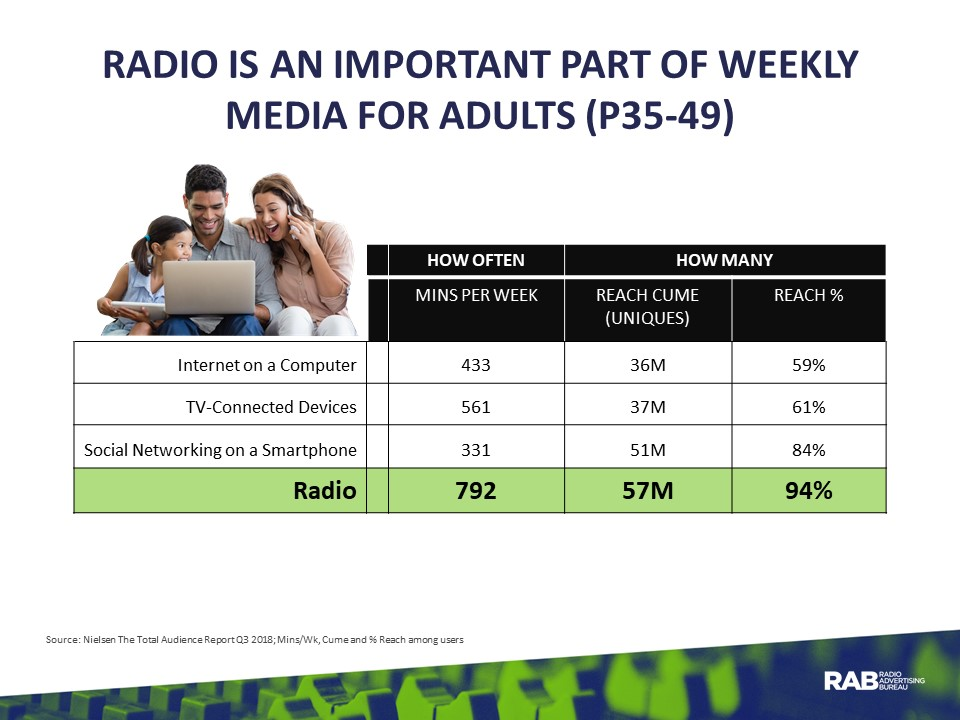 RADIO IS AN IMPORTANT PART OF WEEKLY
MEDIA FOR ADULTS (P35-49)
HOW OFTEN HOW MANY
MINS PER WEEK REACH CUME (UNIQUES) REACH %
Internet on a Computer 433 36M 59%
TV-Connected Devices 561 37M 61%
Social Networking on a Smartphone 331 51M 84%
Radio 792 57M 94%
Source: Nielsen The Total Audience Report Q3 2018; Mins/Wk, Cume and % Reach among users
RAB RADIO
ADVERTISING
BUREAU